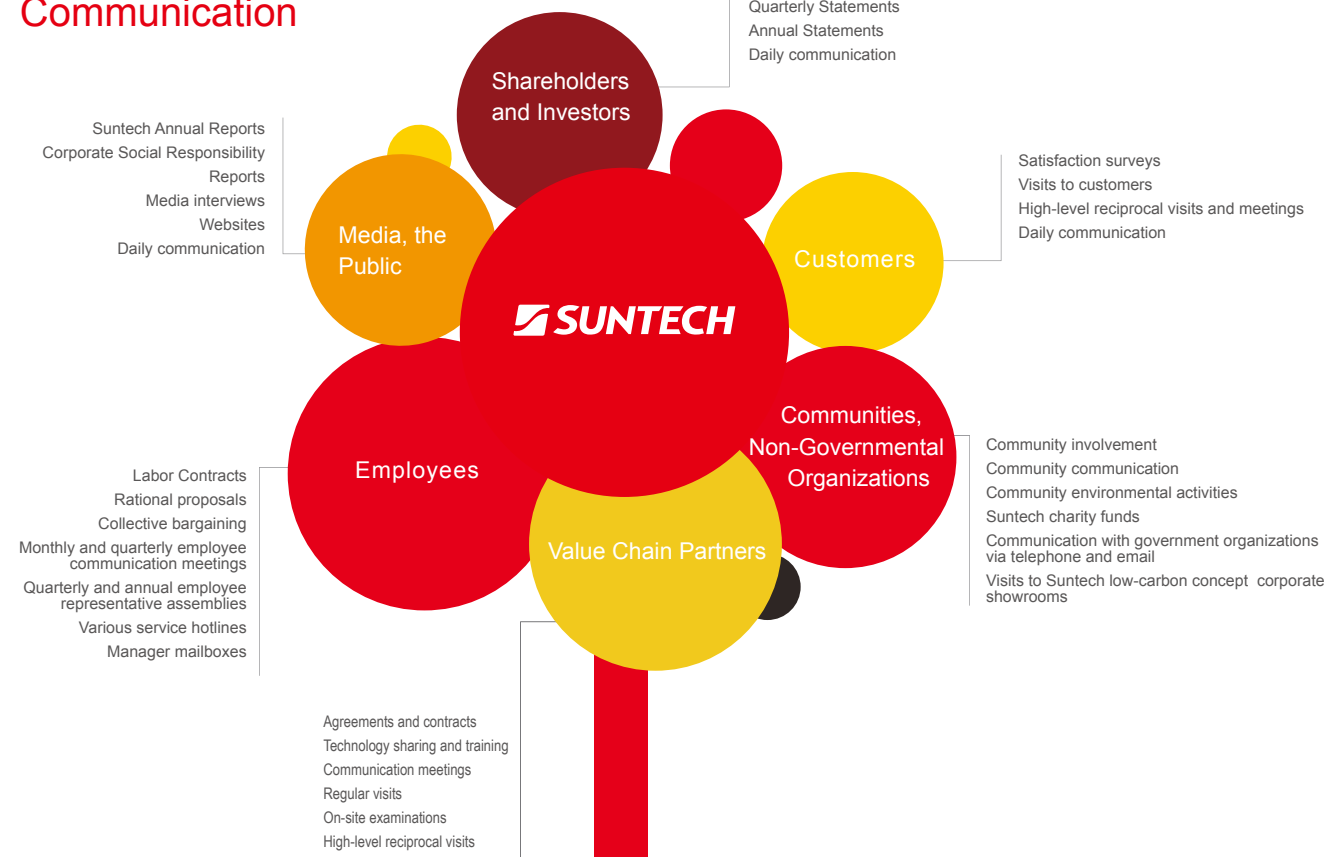 Communication
Quarterly Statements
Annual Statements
Daily communication
Shareholders
and Investors
Suntech Annual Reports
Corporate Social Responsibility
Reports
Media interviews
Websites
Daily communication
Media, the
Public
Satisfaction surveys
Visits to customers
High-level reciprocal visits and meetings
Daily communication
Customers
SUNTECH
Communities,
Non-Governmental
Organizations
Community involvement
Community communication
Community environmental activities
Suntech charity funds
Communication with government organizations
via telephone and email
Visits to Suntech low-carbon concept corporate
showrooms
Employees
Labor Contracts
Rational proposals
Collective bargaining
Monthly and quarterly employee
communication meetings
Quarterly and annual employee
representative assemblies
Various service hotlines
Manager mailboxes
Value Chain Partners
Agreements and contracts
Technology sharing and training
Communication meetings
Regular visits
On-site examinations
High-level reciprocal visits